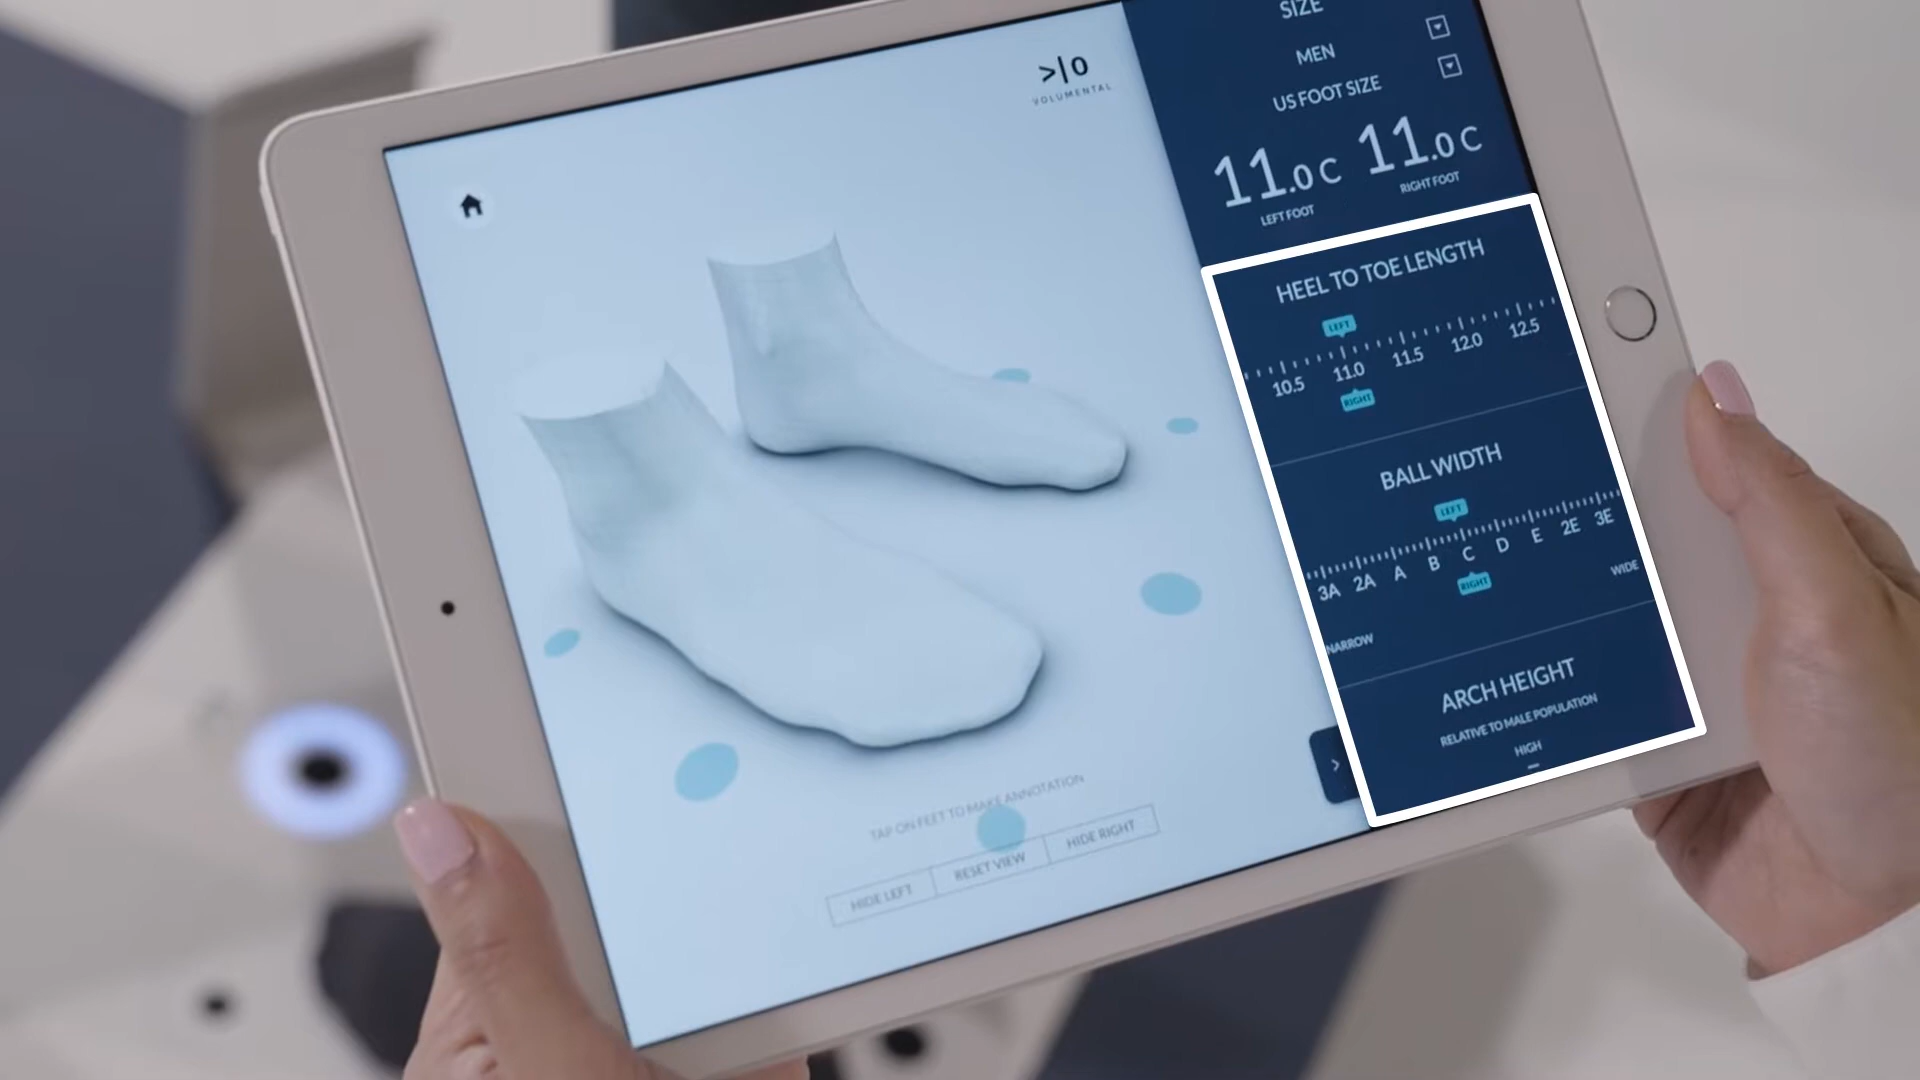 >|0
VOLUMENTAL
SIZE
MEN
US FOOT SIZE
11.0 C 11.0 C
LEFT FOOT RIGHT FOOT
HEEL TO TOE LENGTH
LEFT
10.5 11.0 11.5 12.0 12.5
RIGHT
BALL WIDTH
LEFT
3A 2A A B C D E 2E 3E
RIGHT
NARROW WIDE
ARCH HEIGHT
RELATIVE TO MALE POPULATION
HIGH
TAP ON FEET TO MAKE ANNOTATION
HIDE LEFT RESET VIEW HIDE RIGHT